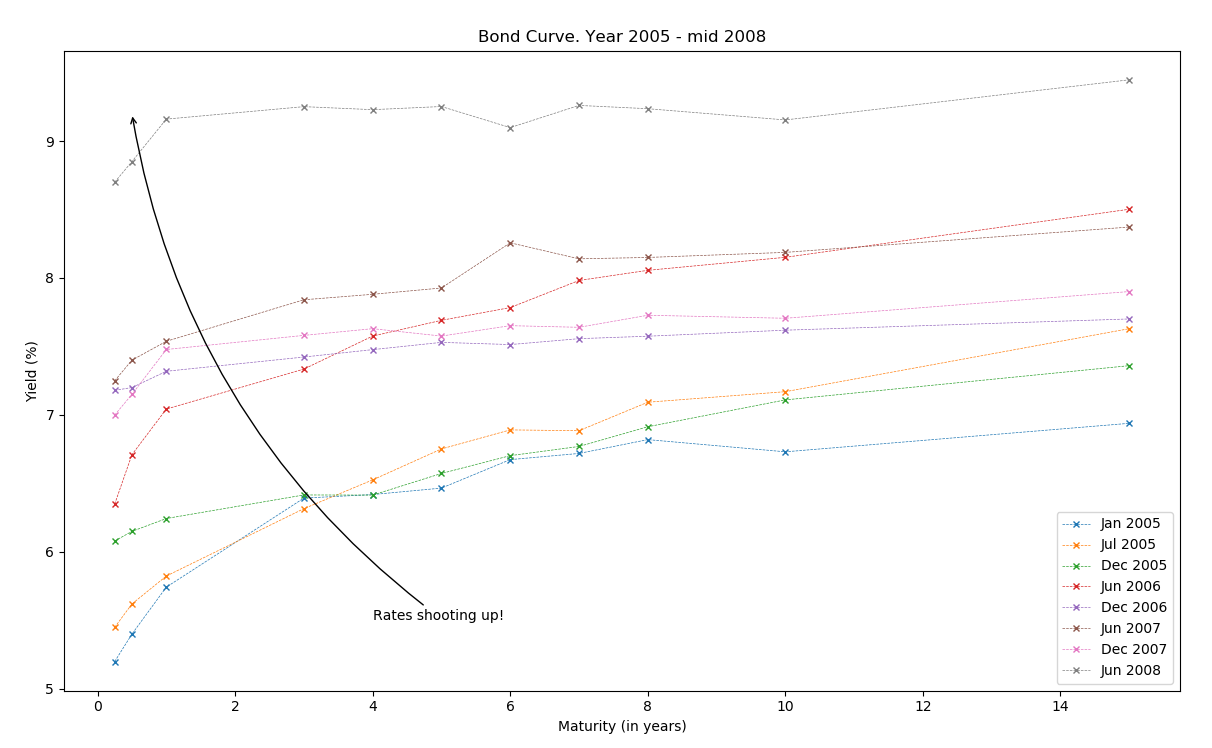 Bond Curve. Year 2005 - mid 2008
Yield (%)
9
8
7
6
5
Rates shooting up!
Jan 2005
Jul 2005
Dec 2005
Jun 2006
Dec 2006
Jun 2007
Dec 2007
Jun 2008
0 2 4 6 8 10 12 14
Maturity (in years)